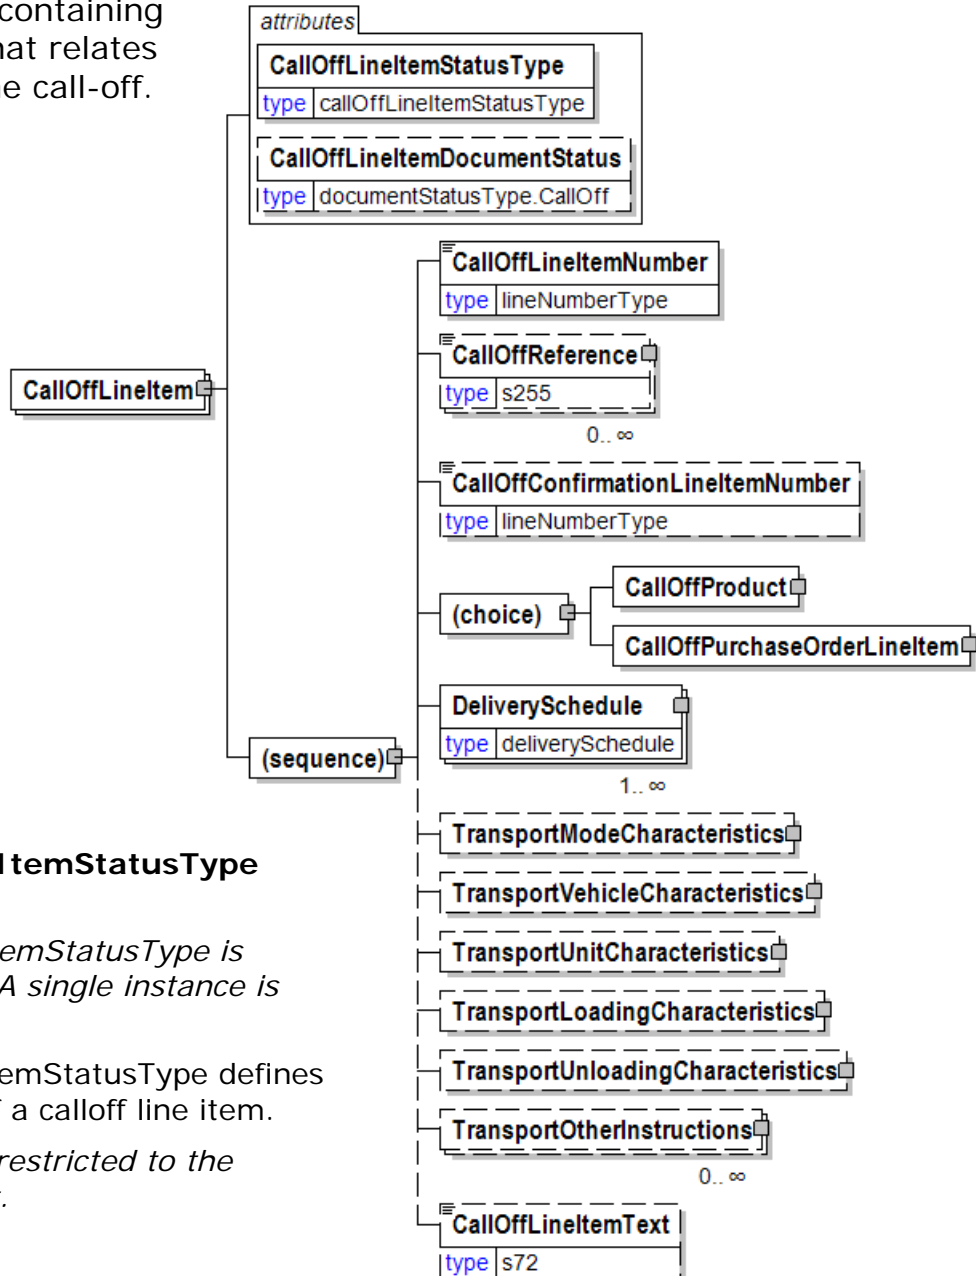 containing
hat relates
e call-off.
attributes
CallOffLineItemStatusType
type callOffLineItemStatusType
CallOffLineItemDocumentStatus
type documentStatusType.CallOff
CallOffLineItemNumber
type lineNumberType
CallOffReference
type s255
0.. ∞
CallOffLineItem
CallOffConfirmationLineItemNumber
type lineNumberType
(choice)
CallOffProduct
CallOffPurchaseOrderLineItem
DeliverySchedule
type deliverySchedule
1.. ∞
(sequence)
TransportModeCharacteristics
TransportVehicleCharacteristics
TransportUnitCharacteristics
TransportLoadingCharacteristics
TransportUnloadingCharacteristics
TransportOtherInstructions
0.. ∞
CallOffLineItemText
type s72
ItemStatusType
emStatusType is
A single instance is
emStatusType defines
a calloff line item.
restricted to the